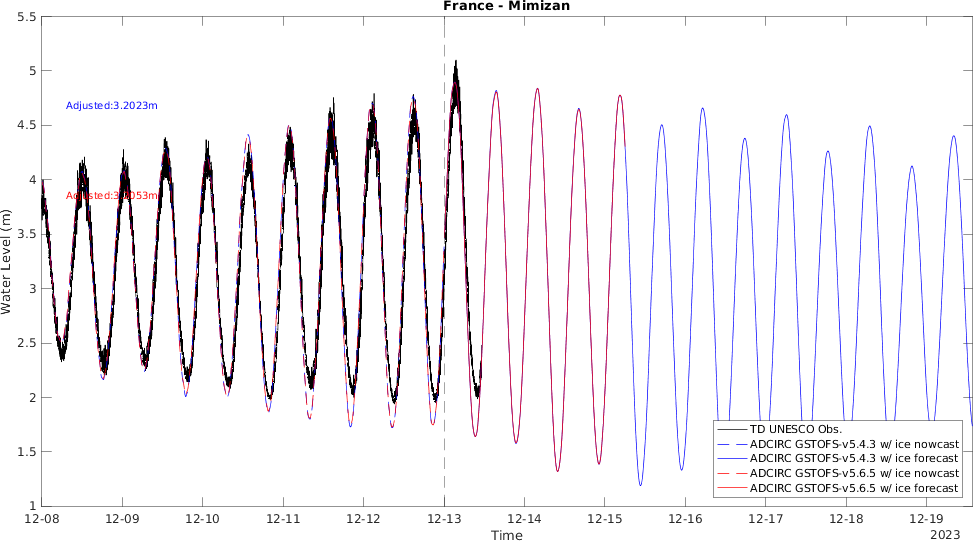 France - Mimizan
5.5
5
4.5
4
3.5
3
2.5
2
1.5
1
Water Level (m)
Adjusted:3.2023m
TD UNESCO Obs.
ADCIRC GSTOFS-v5.4.3 w/ ice nowcast
ADCIRC GSTOFS-v5.4.3 w/ ice forecast
ADCIRC GSTOFS-v5.6.5 w/ ice nowcast
ADCIRC GSTOFS-v5.6.5 w/ ice forecast
12-08 12-09 12-10 12-11 12-12 12-13 12-14 12-15 12-16 12-17 12-18 12-19
Time
2023